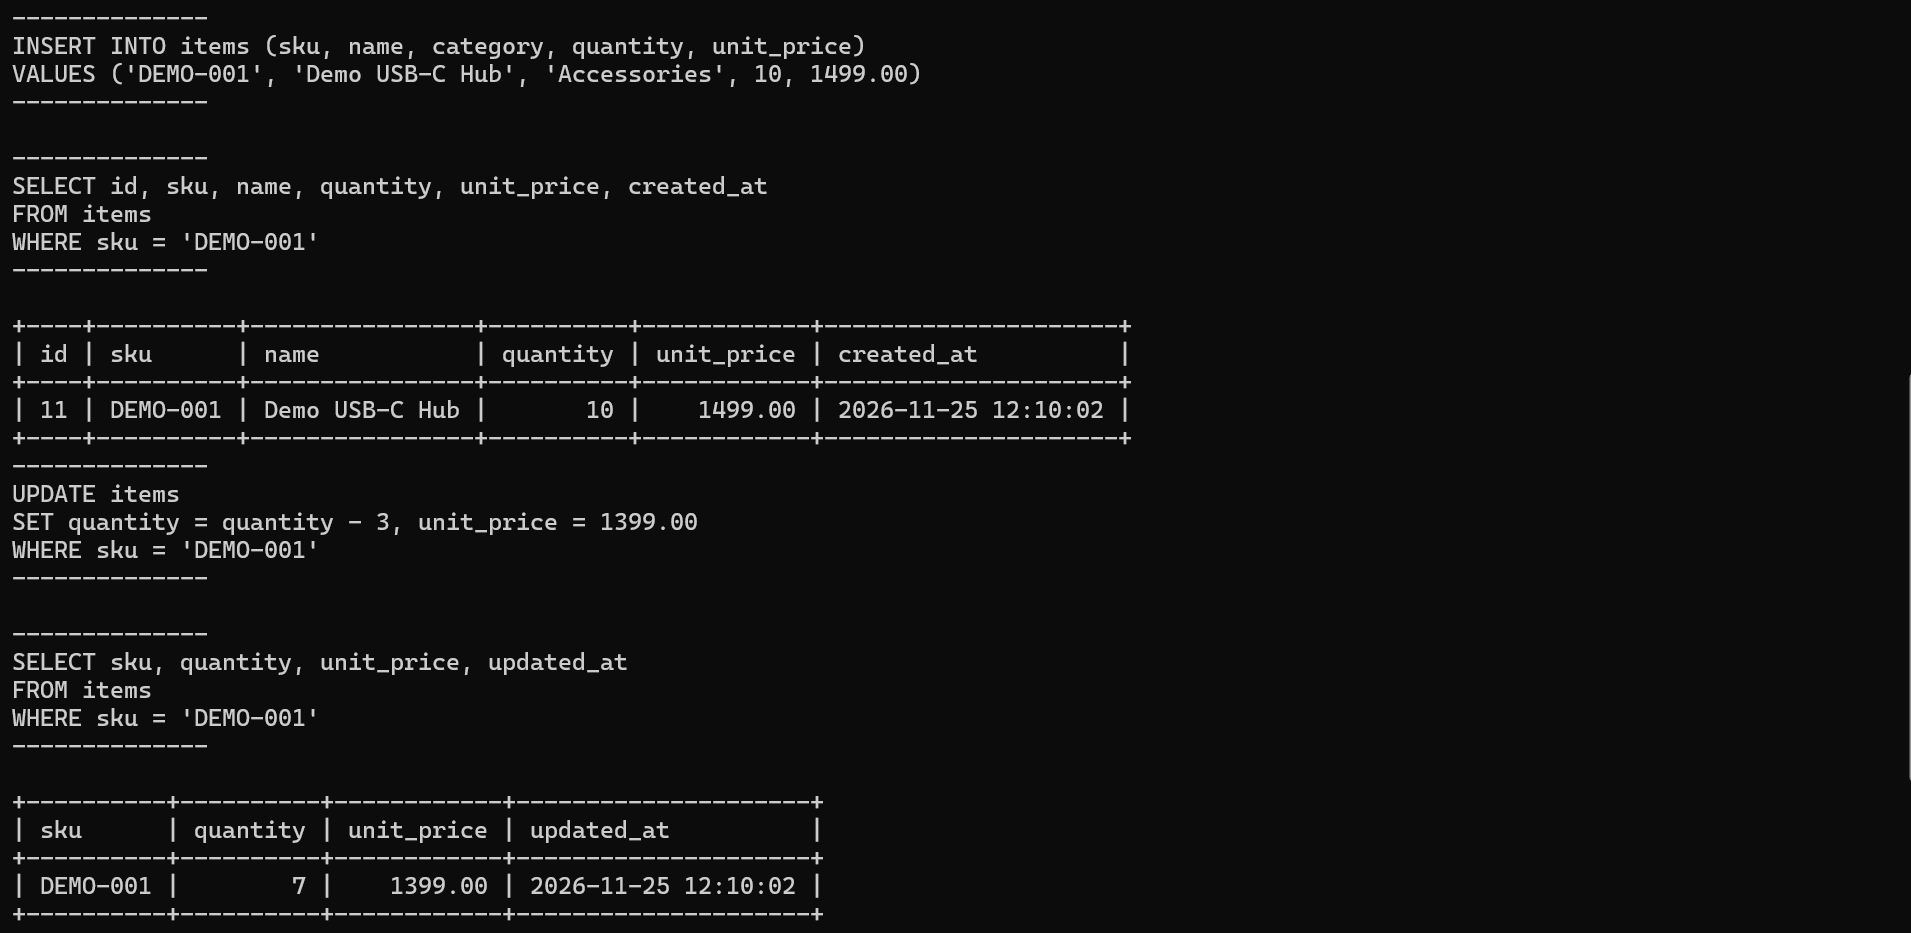 --------------
INSERT INTO items (sku, name, category, quantity, unit_price)
VALUES ('DEMO-001', 'Demo USB-C Hub', 'Accessories', 10, 1499.00)
--------------

--------------
SELECT id, sku, name, quantity, unit_price, created_at
FROM items
WHERE sku = 'DEMO-001'
--------------

+----+----------+----------------+----------+------------+---------------------+
| id | sku      | name           | quantity | unit_price | created_at          |
+----+----------+----------------+----------+------------+---------------------+
| 11 | DEMO-001 | Demo USB-C Hub |       10 |    1499.00 | 2026-11-25 12:10:02 |
+----+----------+----------------+----------+------------+---------------------+
--------------
UPDATE items
SET quantity = quantity - 3, unit_price = 1399.00
WHERE sku = 'DEMO-001'
--------------

--------------
SELECT sku, quantity, unit_price, updated_at
FROM items
WHERE sku = 'DEMO-001'
--------------

+----------+----------+------------+---------------------+
| sku      | quantity | unit_price | updated_at          |
+----------+----------+------------+---------------------+
| DEMO-001 |        7 |    1399.00 | 2026-11-25 12:10:02 |
+----------+----------+------------+---------------------+